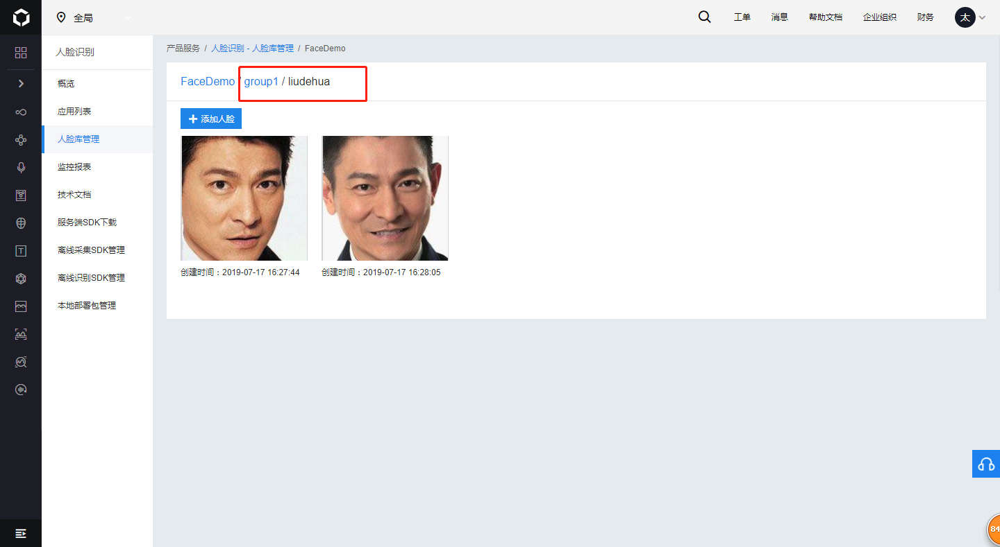 全局
工单 消息 帮助文档 企业组织 财务 太
人脸识别
概览
应用列表
人脸库管理
监控报表
技术文档
服务端SDK下载
离线采集SDK管理
离线识别SDK管理
本地部署包管理
产品服务 / 人脸识别 - 人脸库管理 / FaceDemo
FaceDemo / group1 / liudehua
添加人脸
创建时间：2019-07-17 16:27:44 创建时间：2019-07-17 16:28:05
84